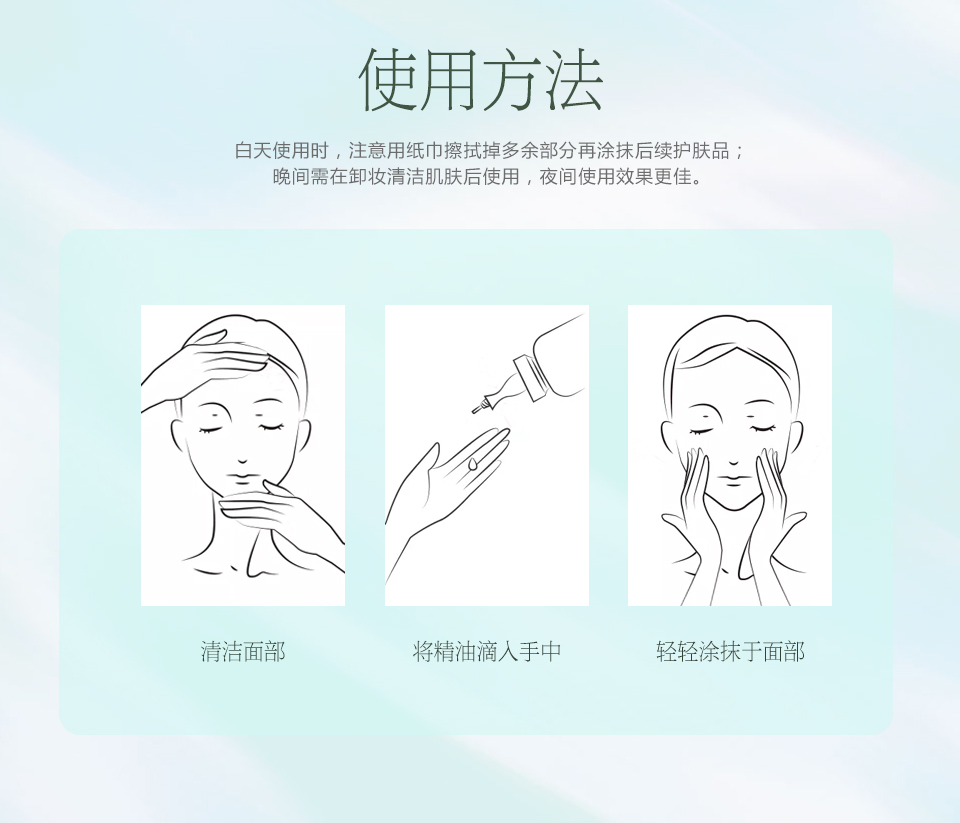 使用方法
白天使用时，注意用纸巾擦拭掉多余部分再涂抹后续护肤品；
晚间需在卸妆清洁肌肤后使用，夜间使用效果更佳。
清洁面部
将精油滴入手中
轻轻涂抹于面部